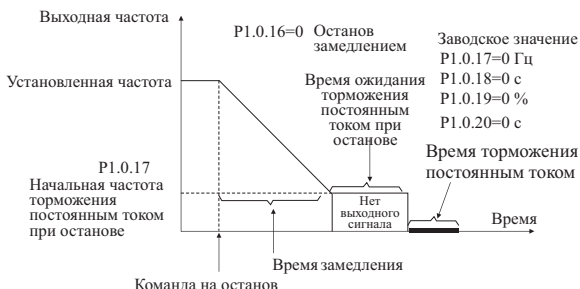 Выходная частота
P1.0.16=0 Останов
замедлением
Заводское значение
P1.0.17=0 Гц
P1.0.18=0 с
P1.0.19=0 %
P1.0.20=0 с
Установленная частота
Время ожидания
торможения
постоянным
током при
останове
Время торможения
постоянным током
P1.0.17
Начальная частота
торможения
постоянным током
при останове
Нет
выходного
сигнала
Время
Время замедления
Команда на останов